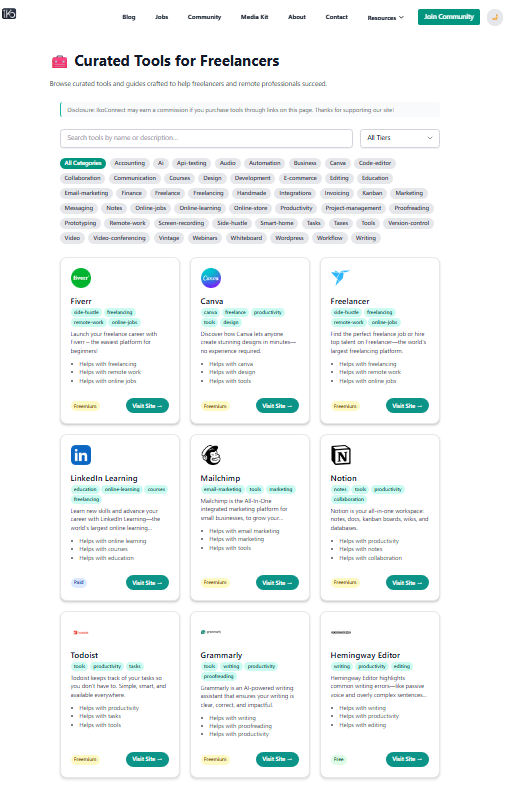 1Ko
Blog Jobs Community Media Kit About Contact Resources Join Community
Curated Tools for Freelancers
Browse curated tools and guides crafted to help freelancers and remote professionals succeed.
Disclosure: IkoConnect may earn a commission if you purchase tools through links on this page. Thanks for supporting our site!
Search tools by name or description... All Tiers
All Categories Accounting Ai Api-testing Audio Automation Business Canva Code-editor
Collaboration Communication Courses Design Development E-commerce Editing Education
Email-marketing Finance Freelance Freelancing Handmade Integrations Invoicing Kanban Marketing
Messaging Notes Online-jobs Online-learning Online-store Productivity Project-management Proofreading
Prototyping Remote-work Screen-recording Side-hustle Smart-home Tasks Taxes Tools Version-control
Video Video-conferencing Vintage Webinars Whiteboard Wordpress Workflow Writing
fiverr
Fiverr
side-hustle freelancing
remote-work online-jobs
Launch your freelance career with
Fiverr – the easiest platform for
beginners!
• Helps with freelancing
• Helps with remote work
• Helps with online jobs
Freemium Visit Site →
Canva
Canva
canva freelance productivity
tools design
Discover how Canva lets anyone
create stunning designs in minutes—
no experience required.
• Helps with canva
• Helps with design
• Helps with tools
Freemium Visit Site →
Freelancer
side-hustle freelancing
remote-work online-jobs
Find the perfect freelance job or hire
top talent on Freelancer—the world's
largest freelancing platform.
• Helps with freelancing
• Helps with remote work
• Helps with online jobs
Freemium Visit Site →
in
LinkedIn Learning
education online-learning courses
freelancing
Learn new skills and advance your
career with LinkedIn Learning—the
world's largest online learning...
• Helps with online learning
• Helps with courses
• Helps with education
Paid Visit Site →
Mailchimp
email-marketing tools marketing
Mailchimp is the All-In-One
integrated marketing platform for
small businesses, to grow your...
• Helps with email marketing
• Helps with marketing
• Helps with tools
Freemium Visit Site →
N
Notion
notes tools productivity
collaboration
Notion is your all-in-one workspace:
notes, docs, kanban boards, wikis, and
databases.
• Helps with productivity
• Helps with notes
• Helps with collaboration
Freemium Visit Site →
Todoist
tools productivity tasks
Todoist keeps track of your tasks so
you don't have to. Simple, smart, and
available everywhere.
• Helps with productivity
• Helps with tasks
• Helps with tools
Freemium Visit Site →
grammarly
Grammarly
tools writing productivity
proofreading
Grammarly is an AI-powered writing
assistant that ensures your writing is
clear, correct, and impactful.
• Helps with writing
• Helps with proofreading
• Helps with productivity
Freemium Visit Site →
Hemingway Editor
writing productivity editing
Hemingway Editor highlights
common writing errors—like passive
voice and overly complex sentences...
• Helps with writing
• Helps with productivity
• Helps with editing
Free Visit Site →